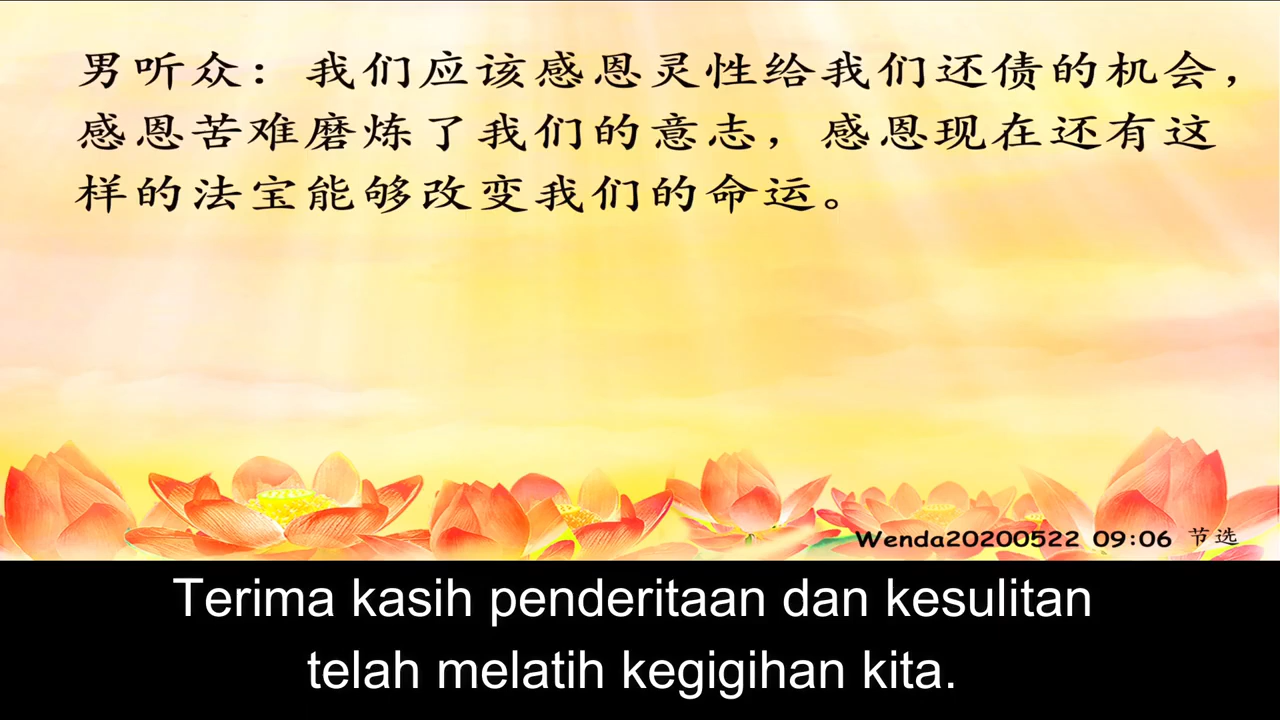 男听众：我们应该感恩灵性给我们还债的机会，
感恩苦难磨炼了我们的意志，感恩现在还有这
样的法宝能够改变我们的命运。
Wenda20200522 09:06 节选
Terima kasih penderitaan dan kesulitan
telah melatih kegigihan kita.